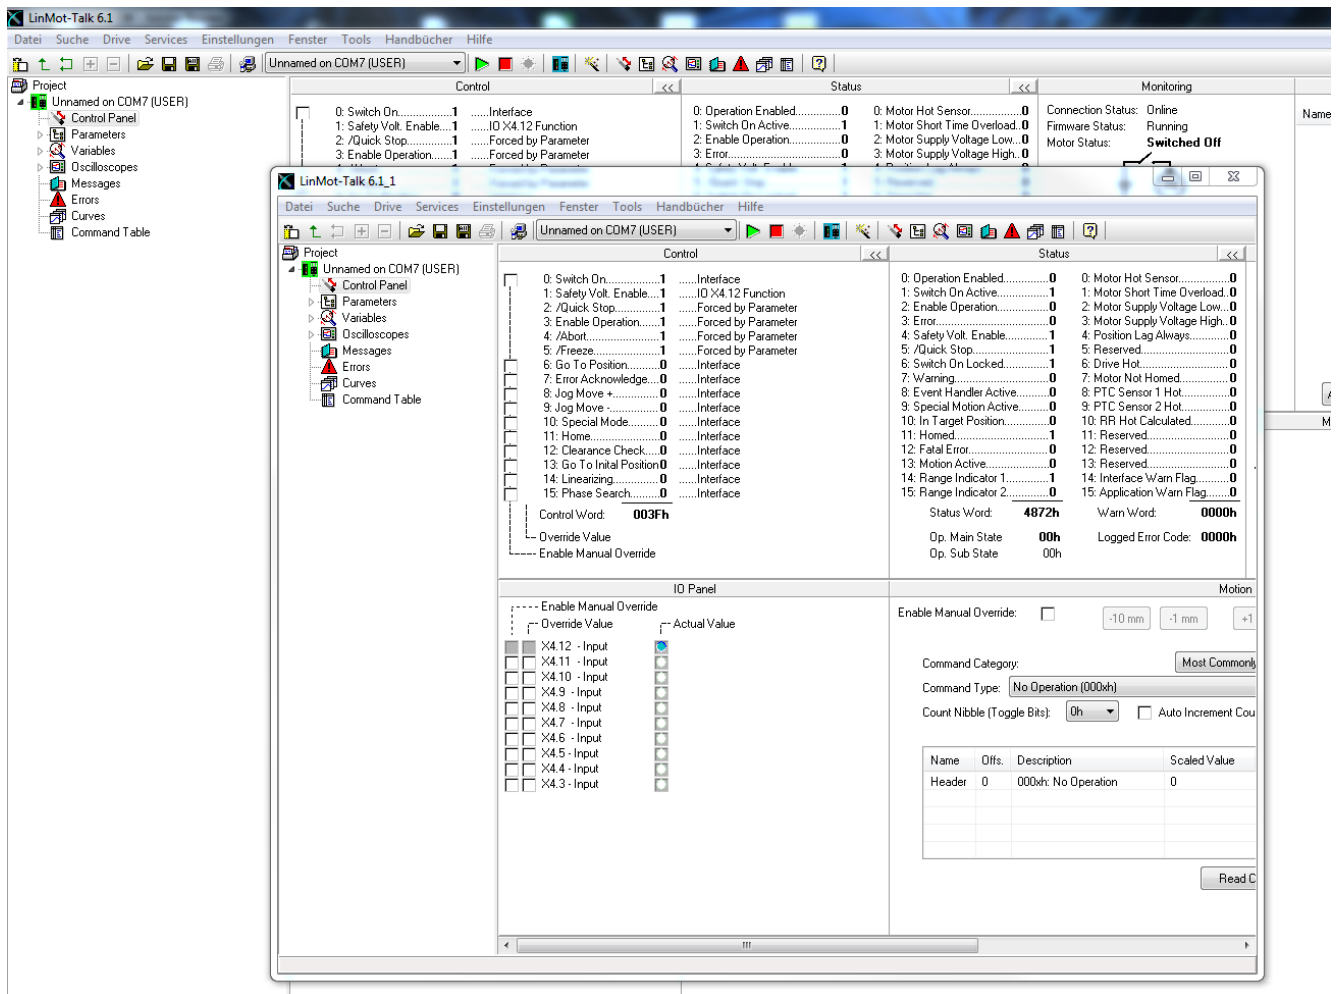 LinMot-Talk 6.1
Datei Suche Drive Services Einstellungen Fenster Tools Handbücher Hilfe
Unnamed on COM7 (USER)
Project
Unnamed on COM7 (USER)
Control Panel
Parameters
Variables
Oscilloscopes
Messages
Errors
Curves
Command Table
Control <<
0: Switch On...............1 ......Interface
1: Safety Volt. Enable....1 ......IO X4.12 Function
2: /Quick Stop.............1 ......Forced by Parameter
3: Enable Operation......1 ......Forced by Parameter
Status <<
0: Operation Enabled..............0
1: Switch On Active................1
2: Enable Operation...............0
3: Error.................................0
0: Motor Hot Sensor..............0
1: Motor Short Time Overload..0
2: Motor Supply Voltage Low...0
3: Motor Supply Voltage High..0
Monitoring
Connection Status: Online
Firmware Status: Running
Motor Status: Switched Off
Name
LinMot-Talk 6.1_1
Datei Suche Drive Services Einstellungen Fenster Tools Handbücher Hilfe
Unnamed on COM7 (USER)
Project
Unnamed on COM7 (USER)
Control Panel
Parameters
Variables
Oscilloscopes
Messages
Errors
Curves
Command Table
Control <<
0: Switch On...............1 ......Interface
1: Safety Volt. Enable....1 ......IO X4.12 Function
2: /Quick Stop.............1 ......Forced by Parameter
3: Enable Operation......1 ......Forced by Parameter
4: /Abort....................1 ......Forced by Parameter
5: /Freeze..................1 ......Forced by Parameter
6: Go To Position.........0 ......Interface
7: Error Acknowledge....0 ......Interface
8: Jog Move +.............0 ......Interface
9: Jog Move -..............0 ......Interface
10: Special Mode.........0 ......Interface
11: Home...................0 ......Interface
12: Clearance Check....0 ......Interface
13: Go To Inital Position 0 ......Interface
14: Linearizing.............0 ......Interface
15: Phase Search.........0 ......Interface
Control Word: 003Fh
Override Value
Enable Manual Override
Status <<
0: Operation Enabled..............0
1: Switch On Active................1
2: Enable Operation...............0
3: Error.................................0
4: Safety Volt. Enable.............1
5: /Quick Stop.......................1
6: Switch On Locked..............1
7: Warning............................0
8: Event Handler Active..........0
9: Special Motion Active.........0
10: In Target Position.............0
11: Homed............................1
12: Fatal Error.......................0
13: Motion Active...................0
14: Range Indicator 1.............1
15: Range Indicator 2.............0
Status Word: 4872h
Op. Main State 00h
Op. Sub State 00h
0: Motor Hot Sensor..............0
1: Motor Short Time Overload..0
2: Motor Supply Voltage Low...0
3: Motor Supply Voltage High..0
4: Position Lag Always...........0
5: Reserved..........................0
6: Drive Hot..........................0
7: Motor Not Homed..............0
8: PTC Sensor 1 Hot..............0
9: PTC Sensor 2 Hot..............0
10: RR Hot Calculated...........0
11: Reserved........................0
12: Reserved........................0
13: Reserved........................0
14: Interface Warn Flag.........0
15: Application Warn Flag......0
Warn Word: 0000h
Logged Error Code: 0000h
IO Panel
Enable Manual Override
Override Value Actual Value
X4.12 - Input
X4.11 - Input
X4.10 - Input
X4.9 - Input
X4.8 - Input
X4.7 - Input
X4.6 - Input
X4.5 - Input
X4.4 - Input
X4.3 - Input
Motion
Enable Manual Override: -10 mm -1 mm +1
Command Category: Most Commonly
Command Type: No Operation (000xh)
Count Nibble (Toggle Bits): 0h Auto Increment Cou
Name Offs. Description Scaled Value
Header 0 000xh: No Operation 0
Read C